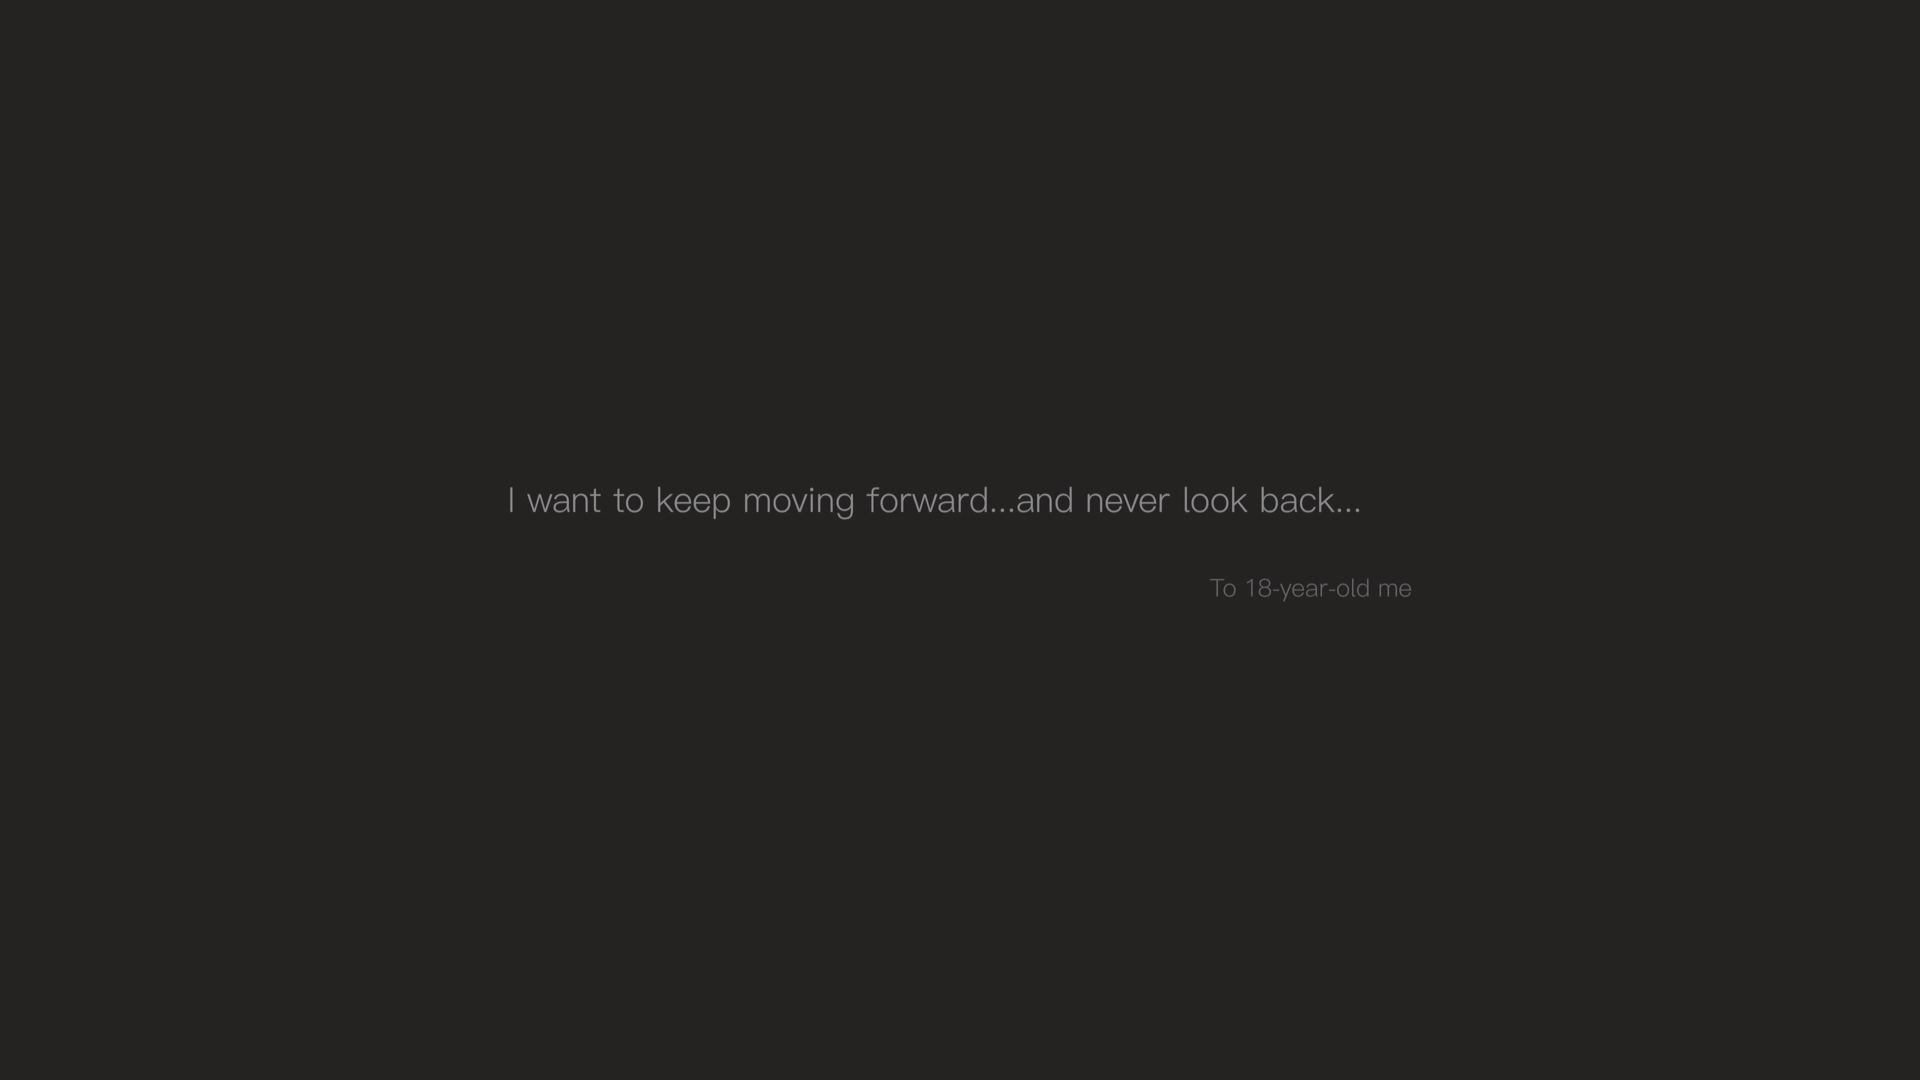 I want to keep moving forward...and never look back...
To 18-year-old me